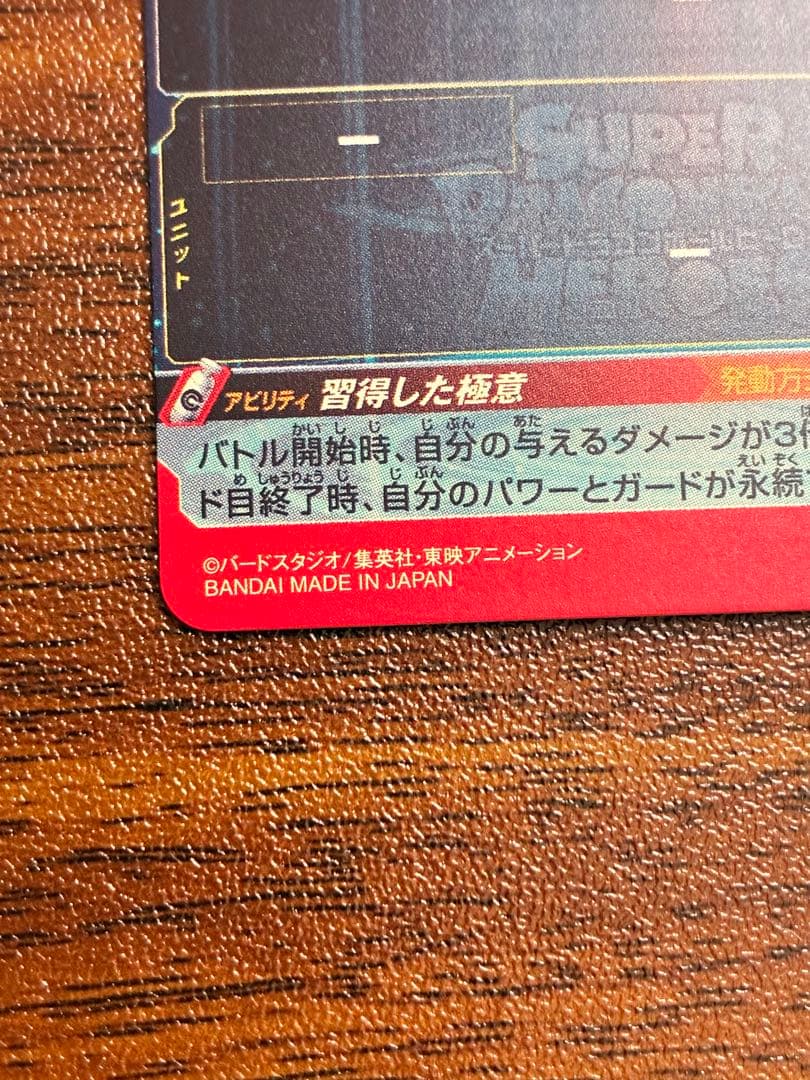 SUPER
HEROES
ユニット
アビリティ 習得した極意 発動方
バトル開始時、自分の与えるダメージが3倍
ド目終了時、自分のパワーとガードが永続
©バードスタジオ/集英社・東映アニメーション
BANDAI MADE IN JAPAN